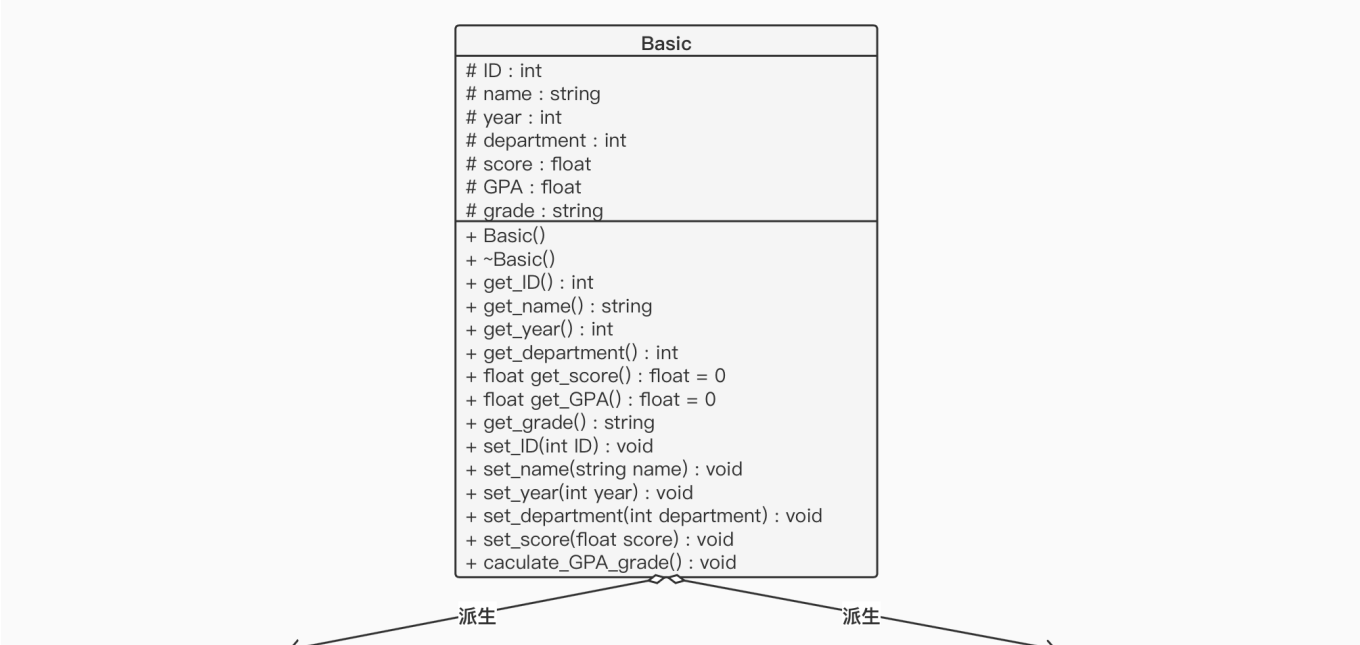 Basic
# ID : int
# name : string
# year : int
# department : int
# score : float
# GPA : float
# grade : string
+ Basic()
+ ~Basic()
+ get_ID() : int
+ get_name() : string
+ get_year() : int
+ get_department() : int
+ float get_score() : float = 0
+ float get_GPA() : float = 0
+ get_grade() : string
+ set_ID(int ID) : void
+ set_name(string name) : void
+ set_year(int year) : void
+ set_department(int department) : void
+ set_score(float score) : void
+ caculate_GPA_grade() : void
派生
派生